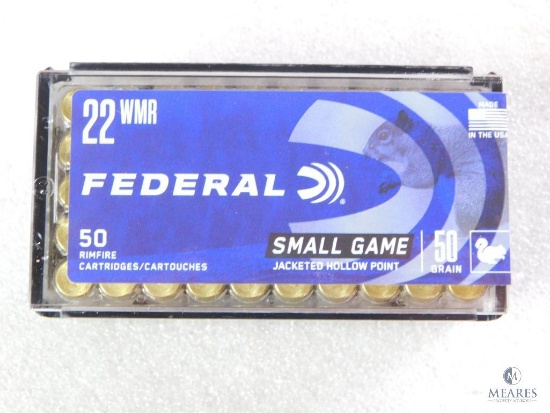 22 WMR
MADE
IN THE USA
FEDERAL ®
50
RIMFIRE
CARTRIDGES/CARTOUCHES
SMALL GAME
JACKETED HOLLOW POINT
50
GRAIN
M
MEARES